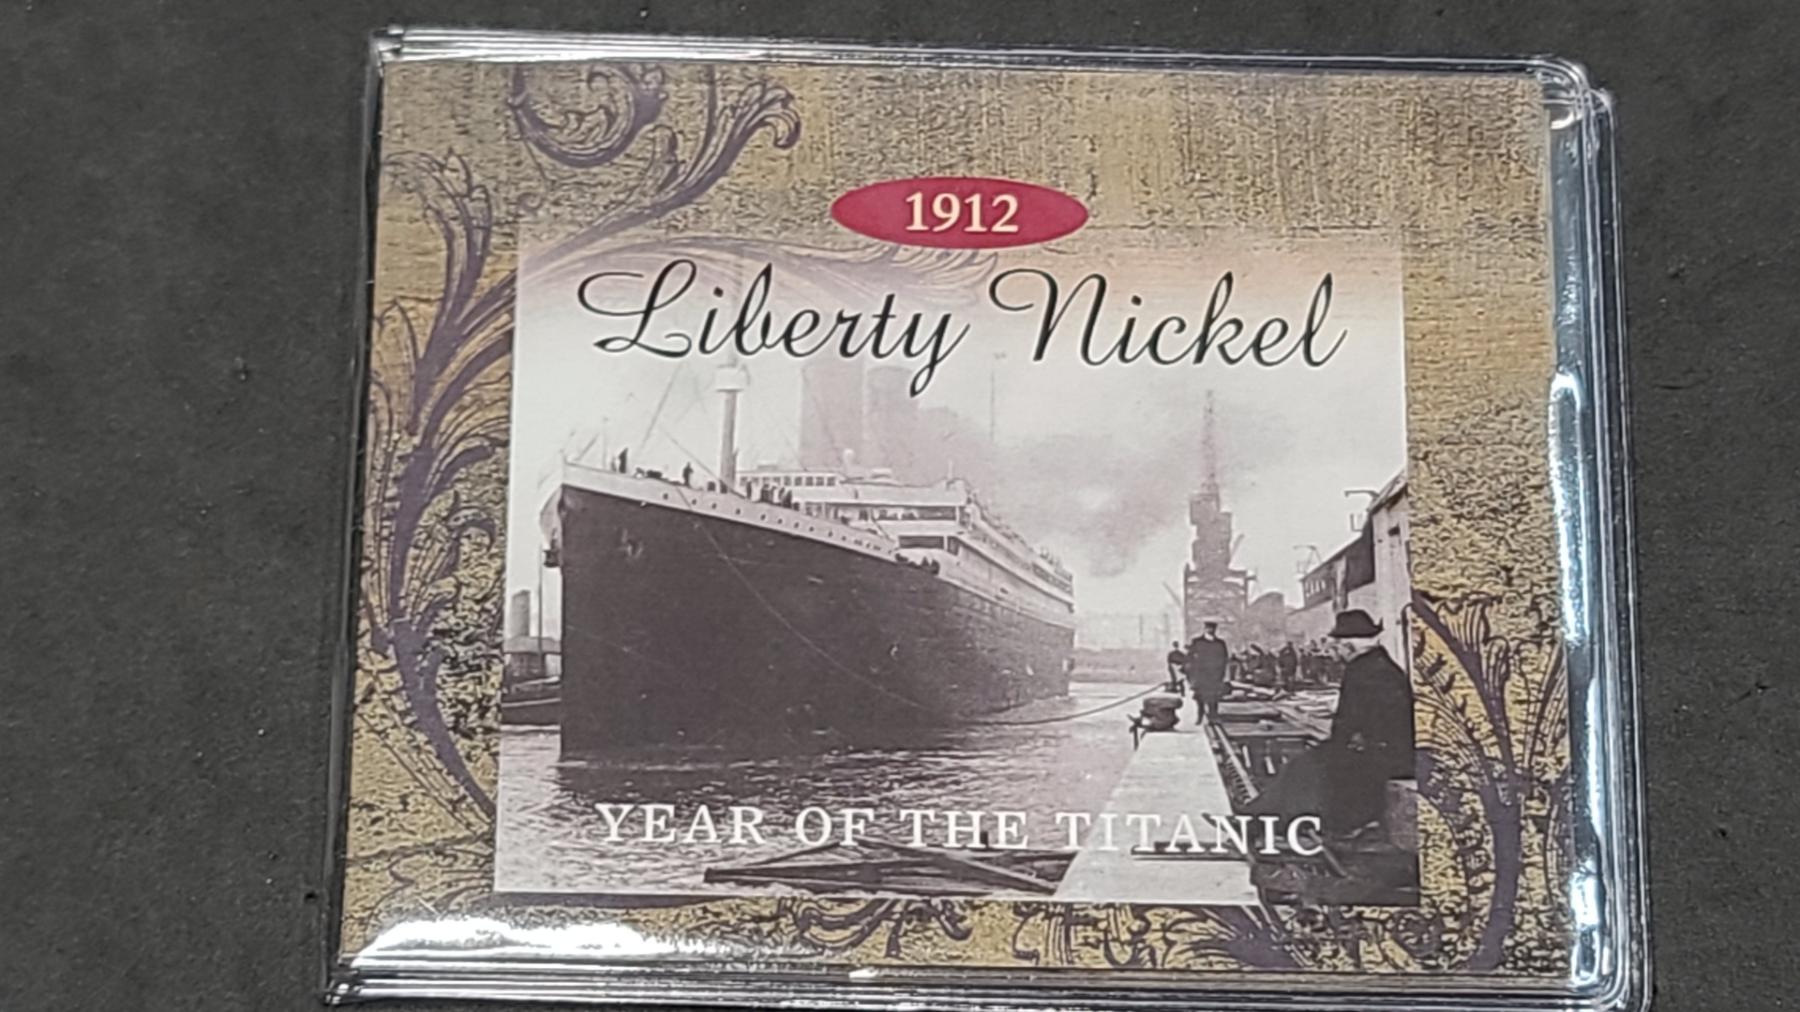 1912
Liberty Nickel
YEAR OF THE TITANIC